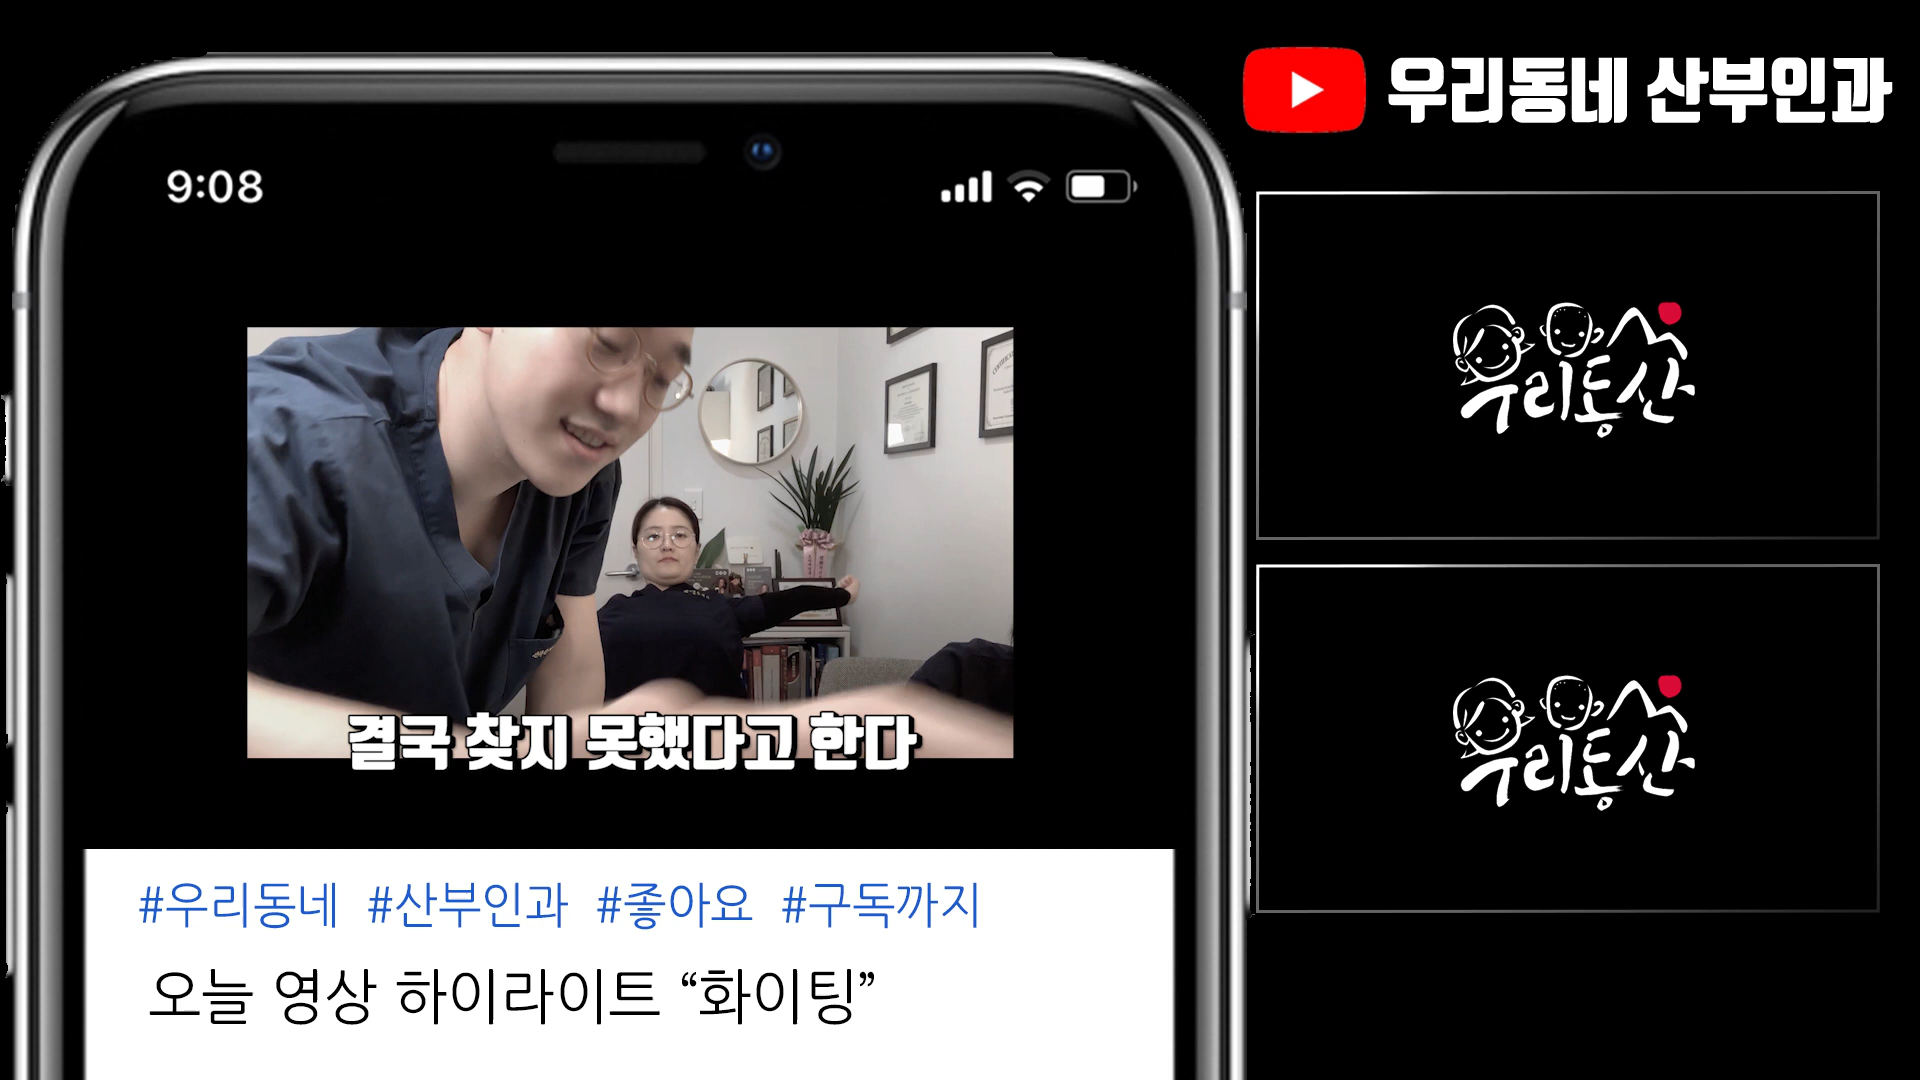 우리동네 산부인과
9:08
우리동산
결국 찾지 못했다고 한다
우리동산
#우리동네 #산부인과 #좋아요 #구독까지
오늘 영상 하이라이트 “화이팅”